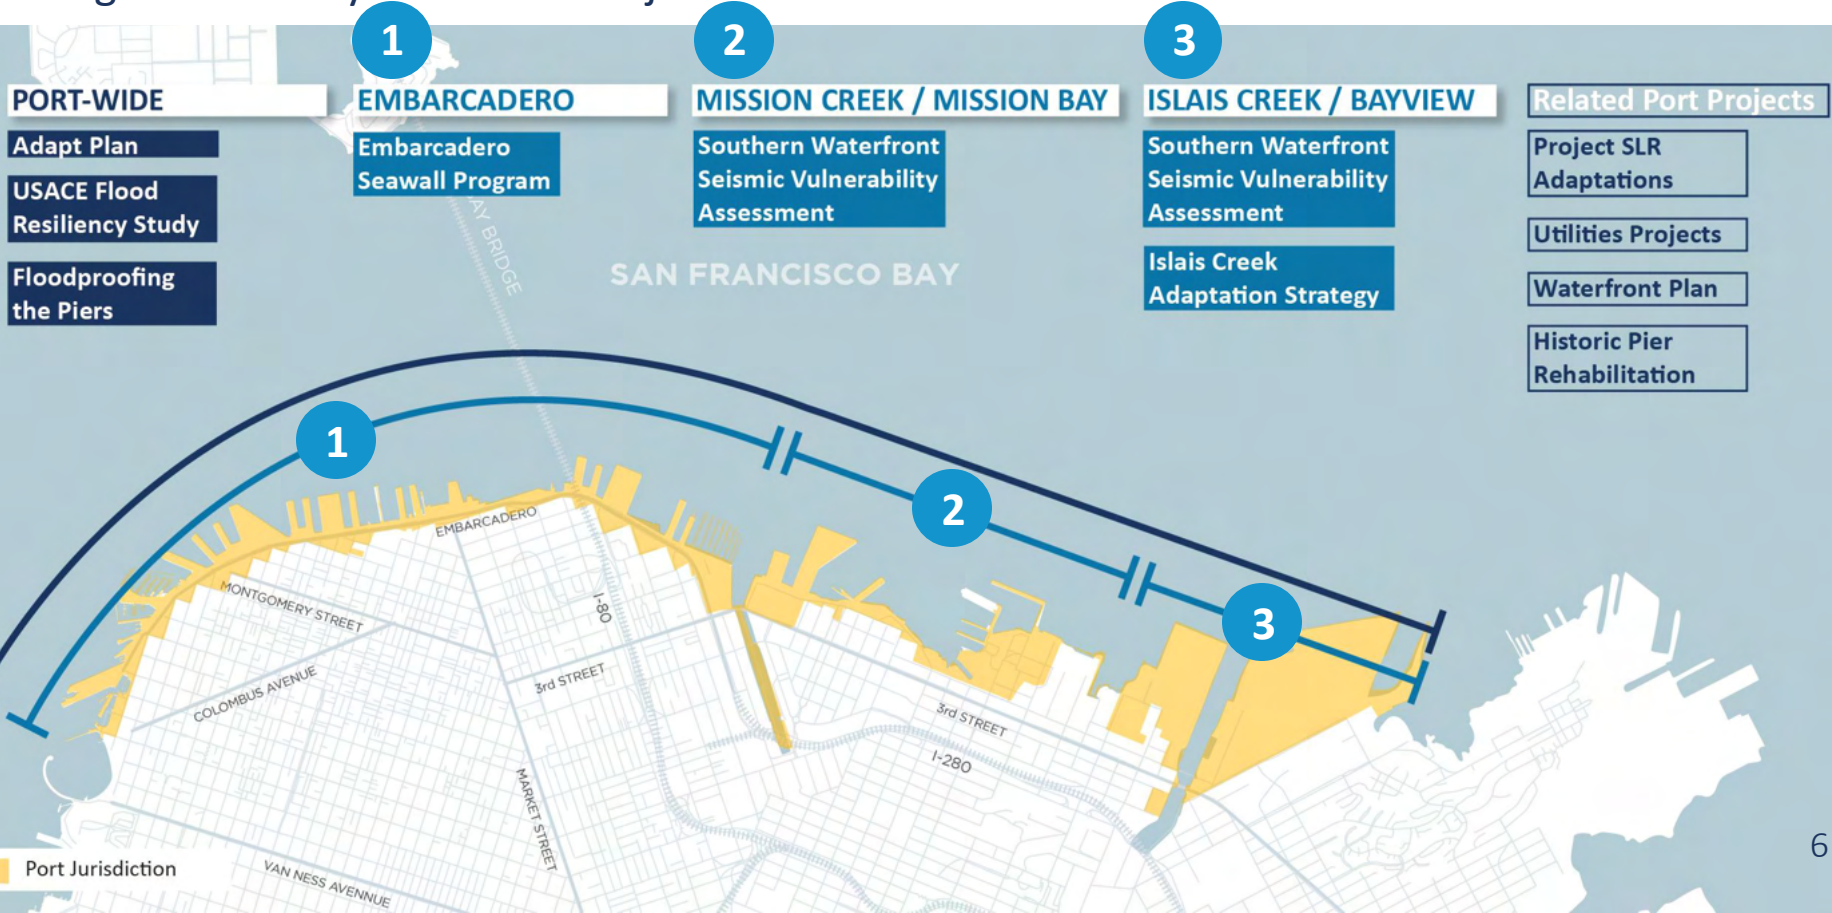 1
2
3
PORT-WIDE
Adapt Plan
USACE Flood
Resiliency Study
Floodproofing
the Piers
EMBARCADERO
Embarcadero
Seawall Program
MISSION CREEK / MISSION BAY
Southern Waterfront
Seismic Vulnerability
Assessment
ISLAIS CREEK / BAYVIEW
Southern Waterfront
Seismic Vulnerability
Assessment
Islais Creek
Adaptation Strategy
Related Port Projects
Project SLR
Adaptations
Utilities Projects
Waterfront Plan
Historic Pier
Rehabilitation
BRIDGE
SAN FRANCISCO BAY
1
2
3
EMBARCADERO
MONTGOMERY STREET
COLOMBUS AVENUE
I-80
3rd STREET
3rd STREET
I-280
MARKET STREET
VAN NESS AVENNUE
Port Jurisdiction
6